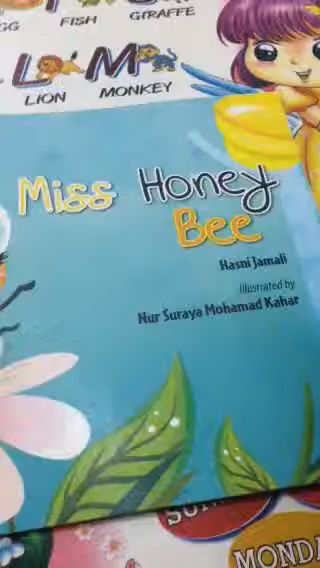 GG FISH GIRAFFE
L M
LION MONKEY
Miss Honey
Bee
Hasni Jamali
Illustrated by
Nur Suraya Mohamad Kahar
MONDA